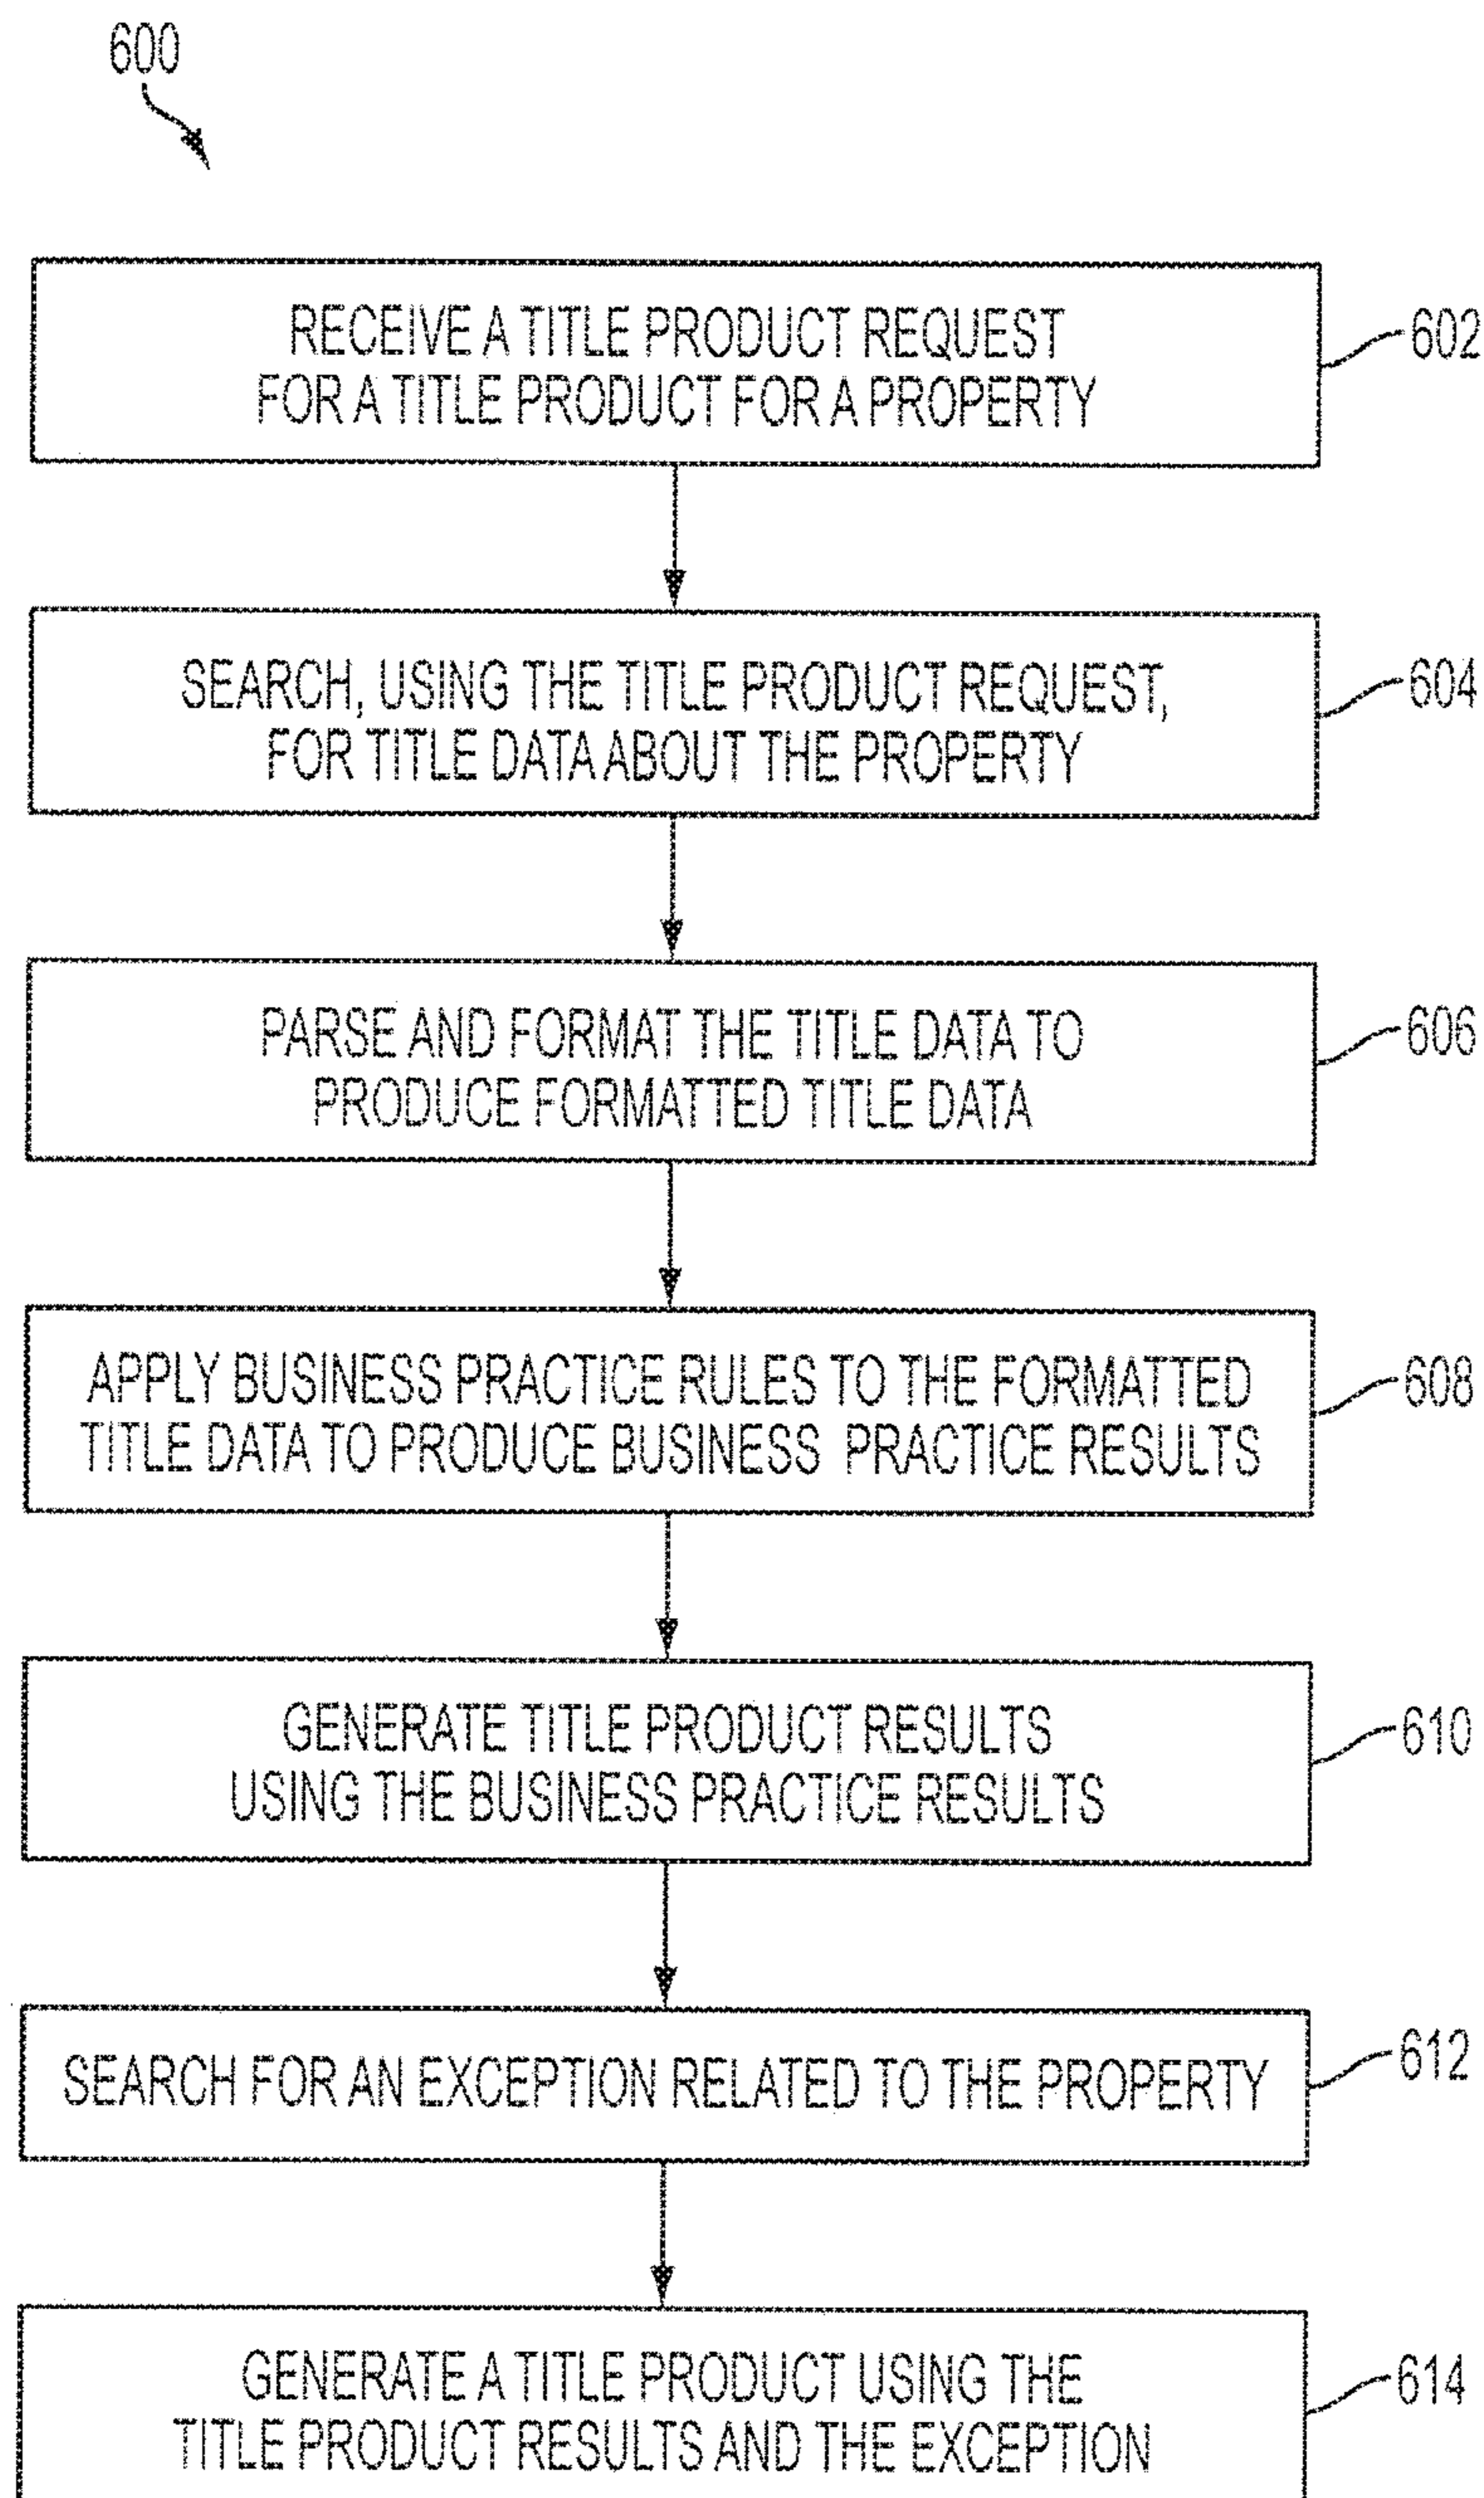 600
RECEIVE A TITLE PRODUCT REQUEST
FOR A TITLE PRODUCT FOR A PROPERTY
602
SEARCH, USING THE TITLE PRODUCT REQUEST,
FOR TITLE DATA ABOUT THE PROPERTY
604
PARSE AND FORMAT THE TITLE DATA TO
PRODUCE FORMATTED TITLE DATA
606
APPLY BUSINESS PRACTICE RULES TO THE FORMATTED
TITLE DATA TO PRODUCE BUSINESS PRACTICE RESULTS
608
GENERATE TITLE PRODUCT RESULTS
USING THE BUSINESS PRACTICE RESULTS
610
SEARCH FOR AN EXCEPTION RELATED TO THE PROPERTY
612
GENERATE A TITLE PRODUCT USING THE
TITLE PRODUCT RESULTS AND THE EXCEPTION
614